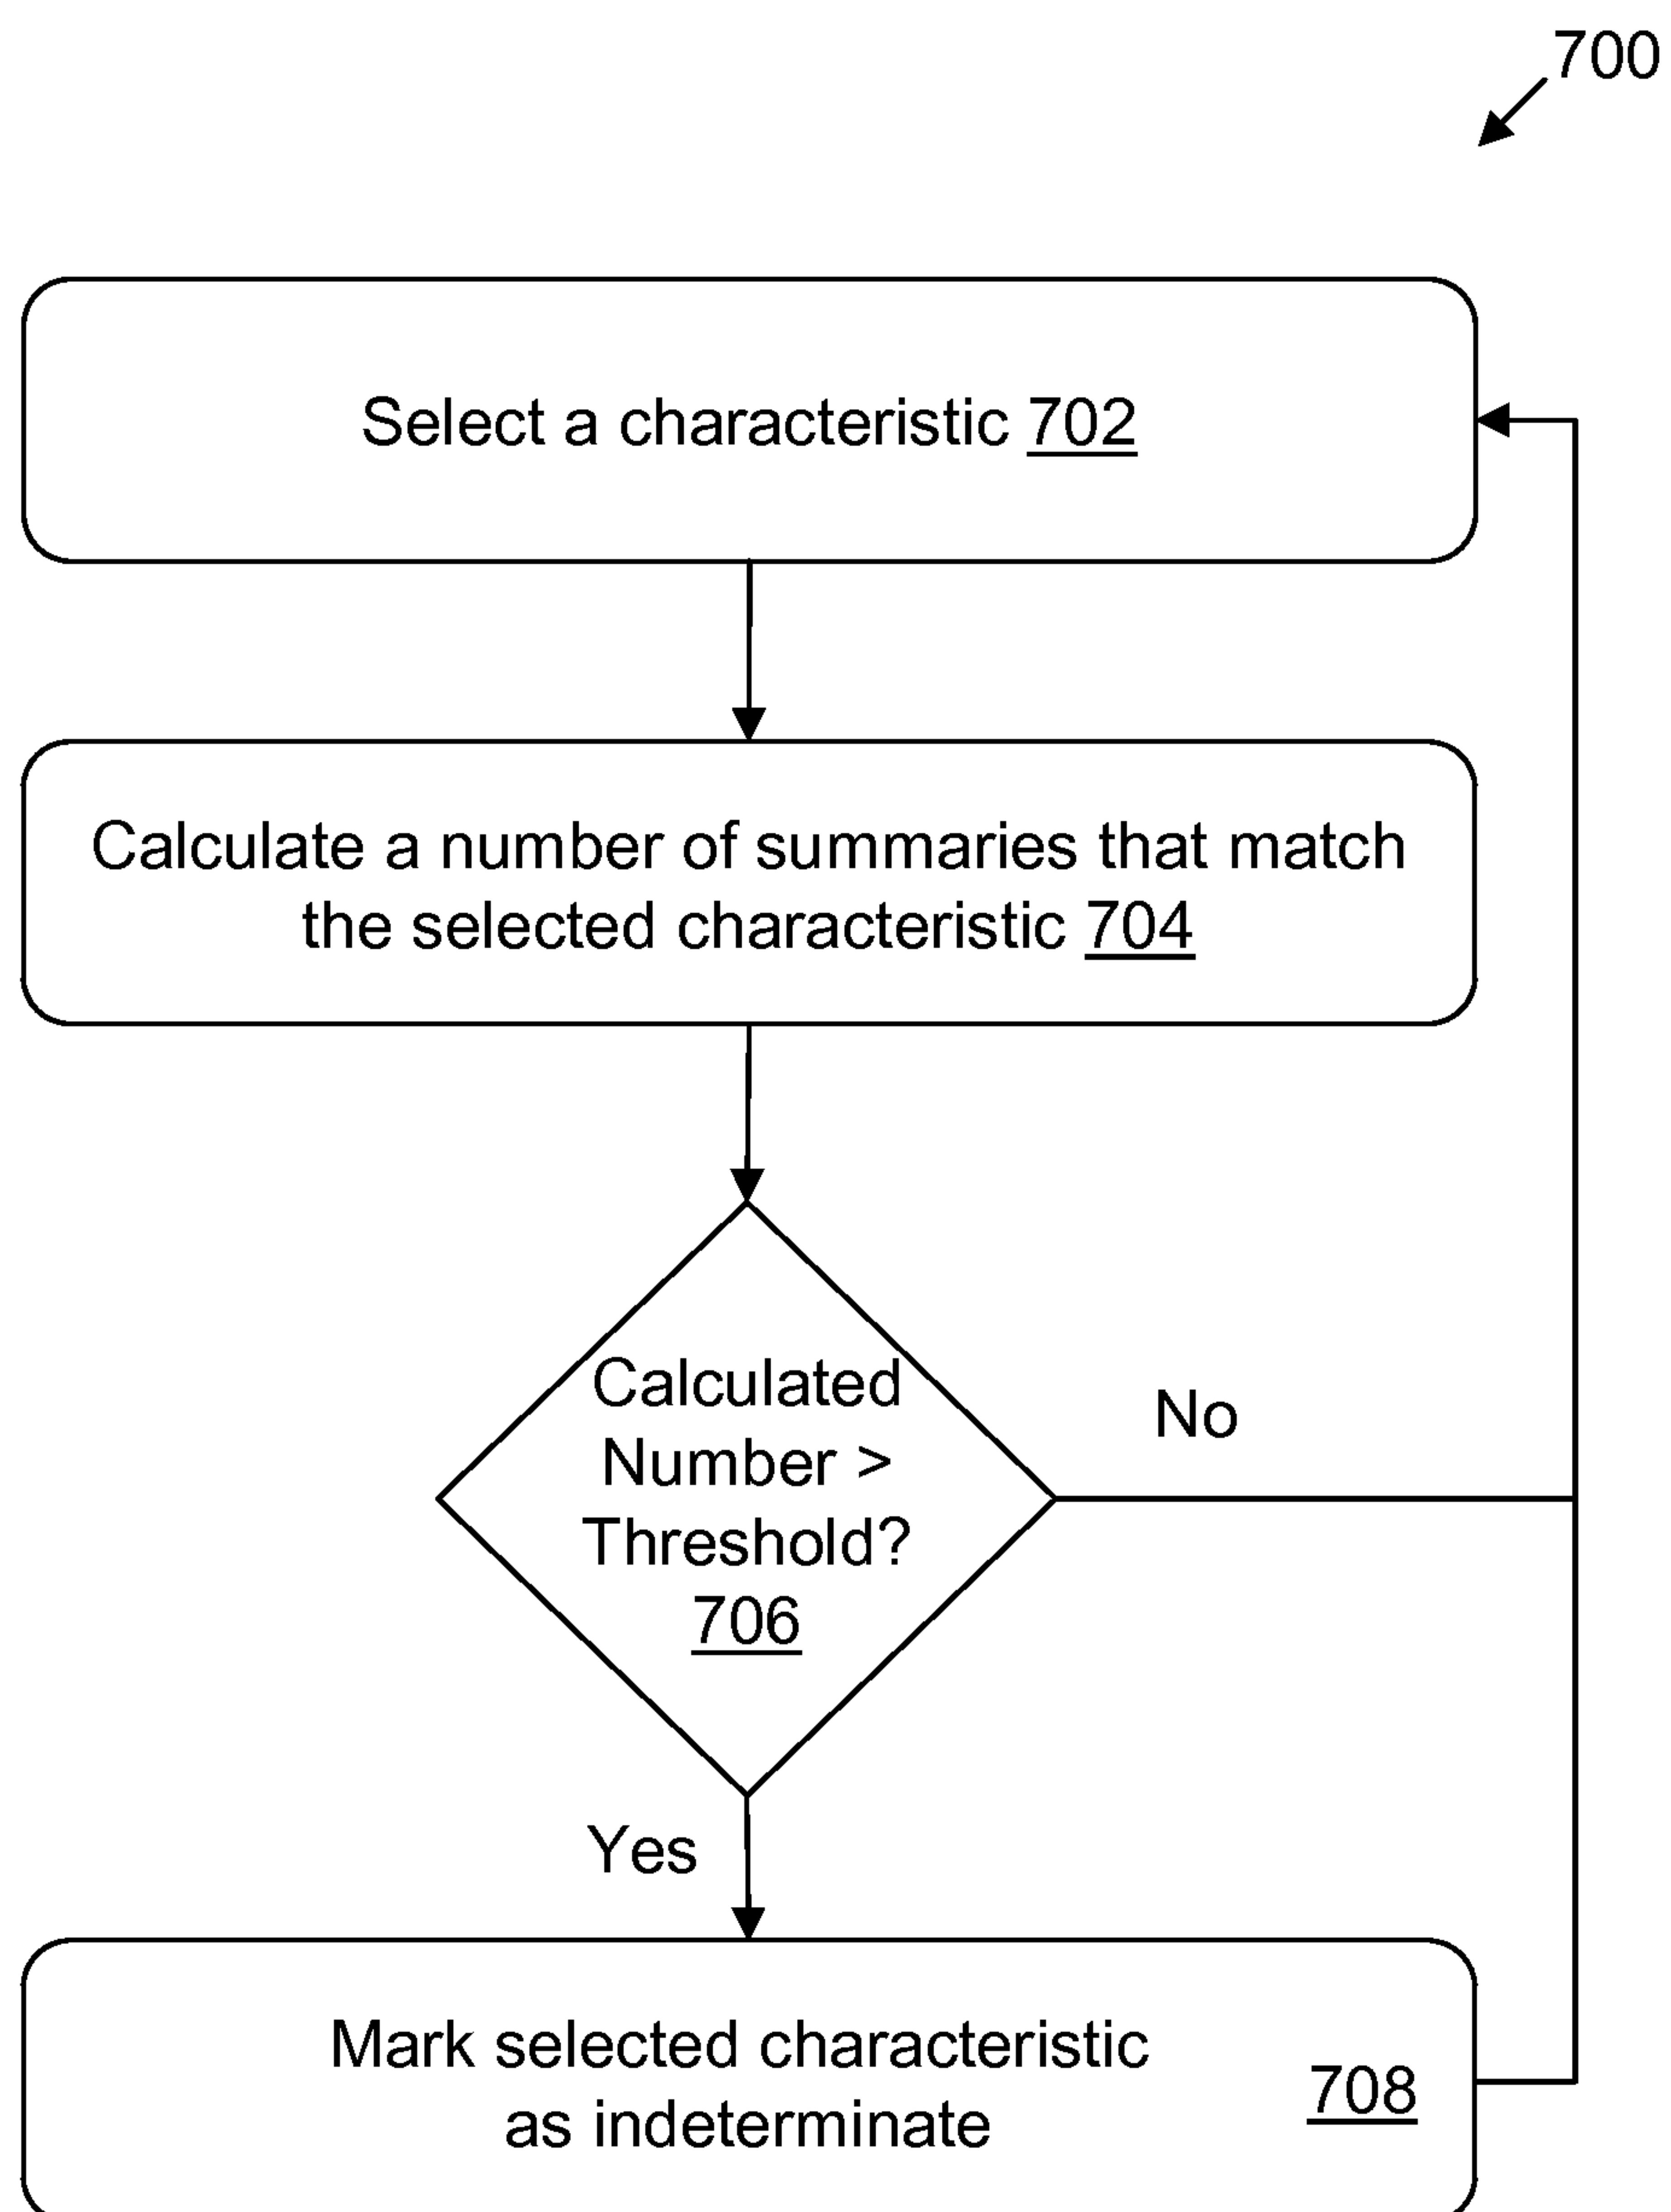 700
Select a characteristic 702
Calculate a number of summaries that match
the selected characteristic 704
Calculated
Number >
Threshold?
706
No
Yes
Mark selected characteristic
as indeterminate
708